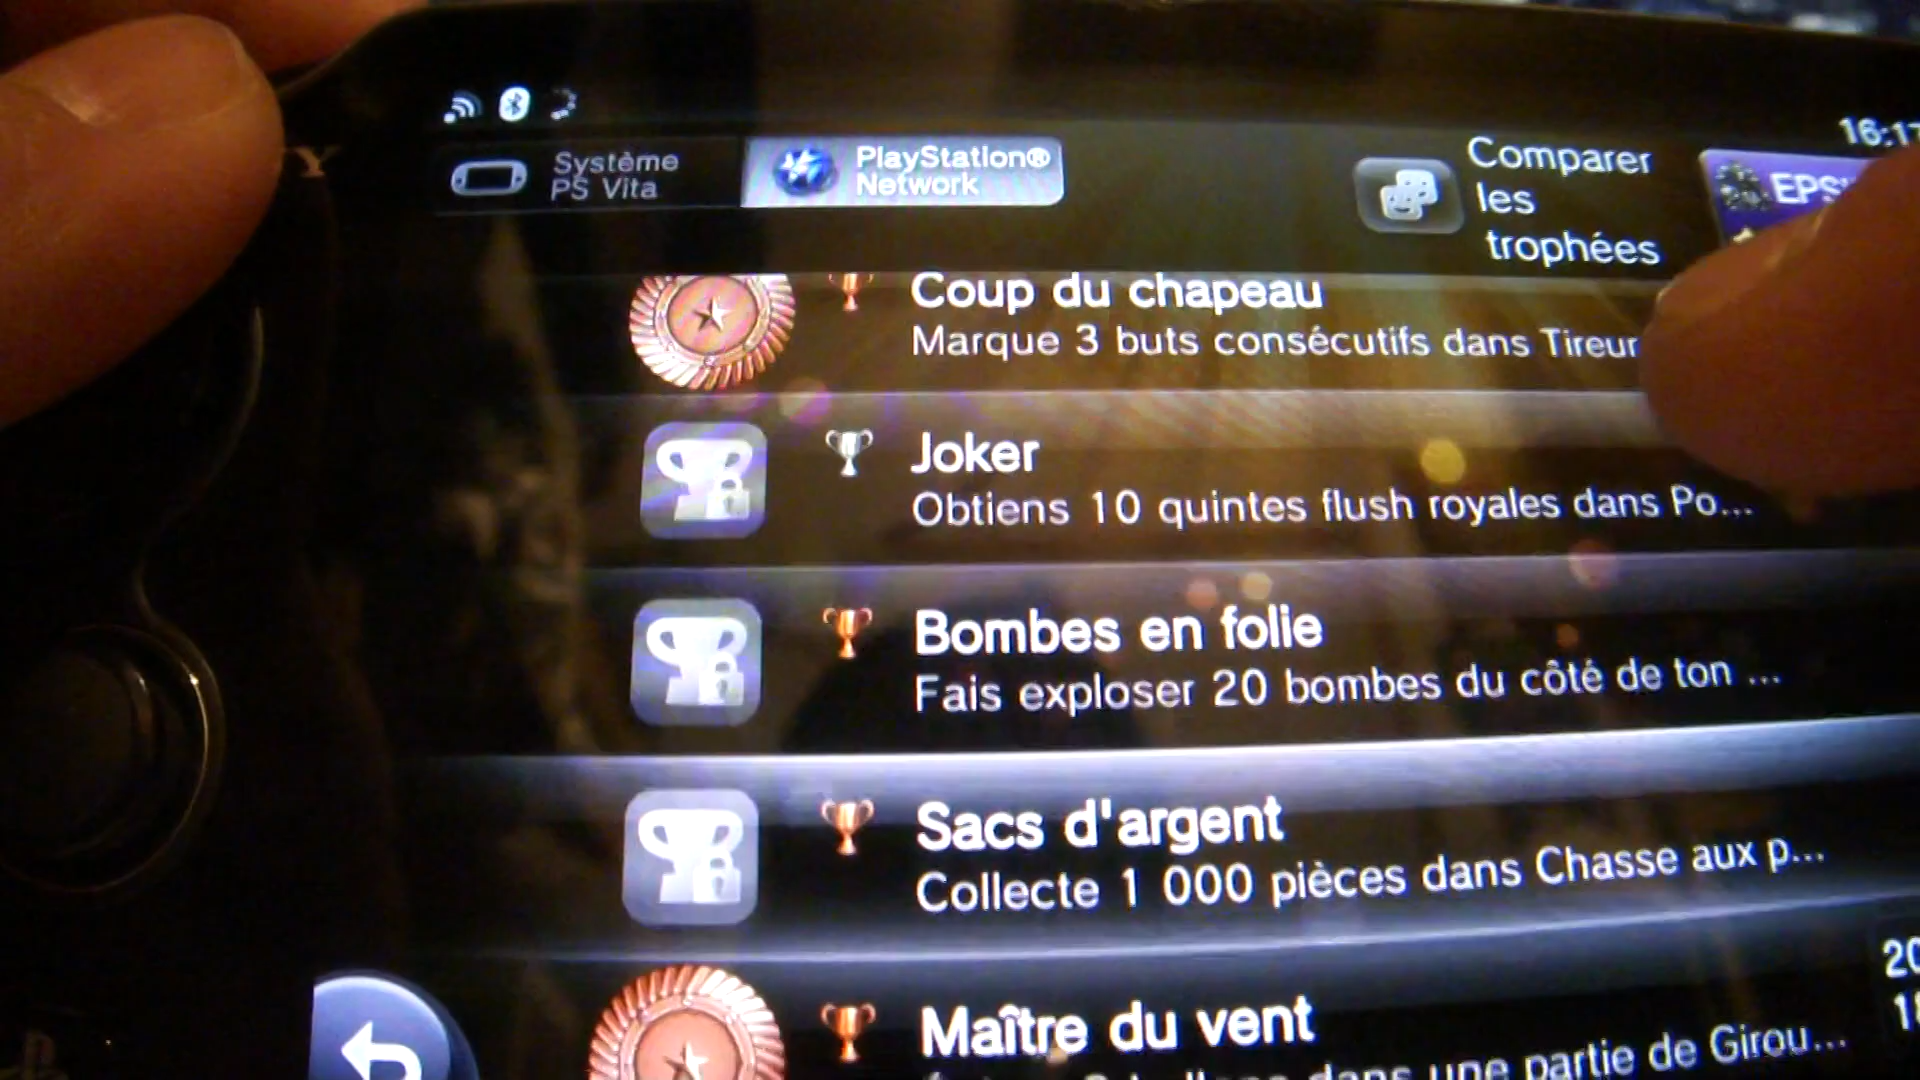 Y
Système
PS Vita
PlayStation®
Network
Comparer
les
trophées
16:1
EPS
Coup du chapeau
Marque 3 buts consécutifs dans Tireur
Joker
Obtiens 10 quintes flush royales dans Po...
Bombes en folie
Fais exploser 20 bombes du côté de ton ...
Sacs d'argent
Collecte 1 000 pièces dans Chasse aux p...
20
Maître du vent
dans une partie de Girou...